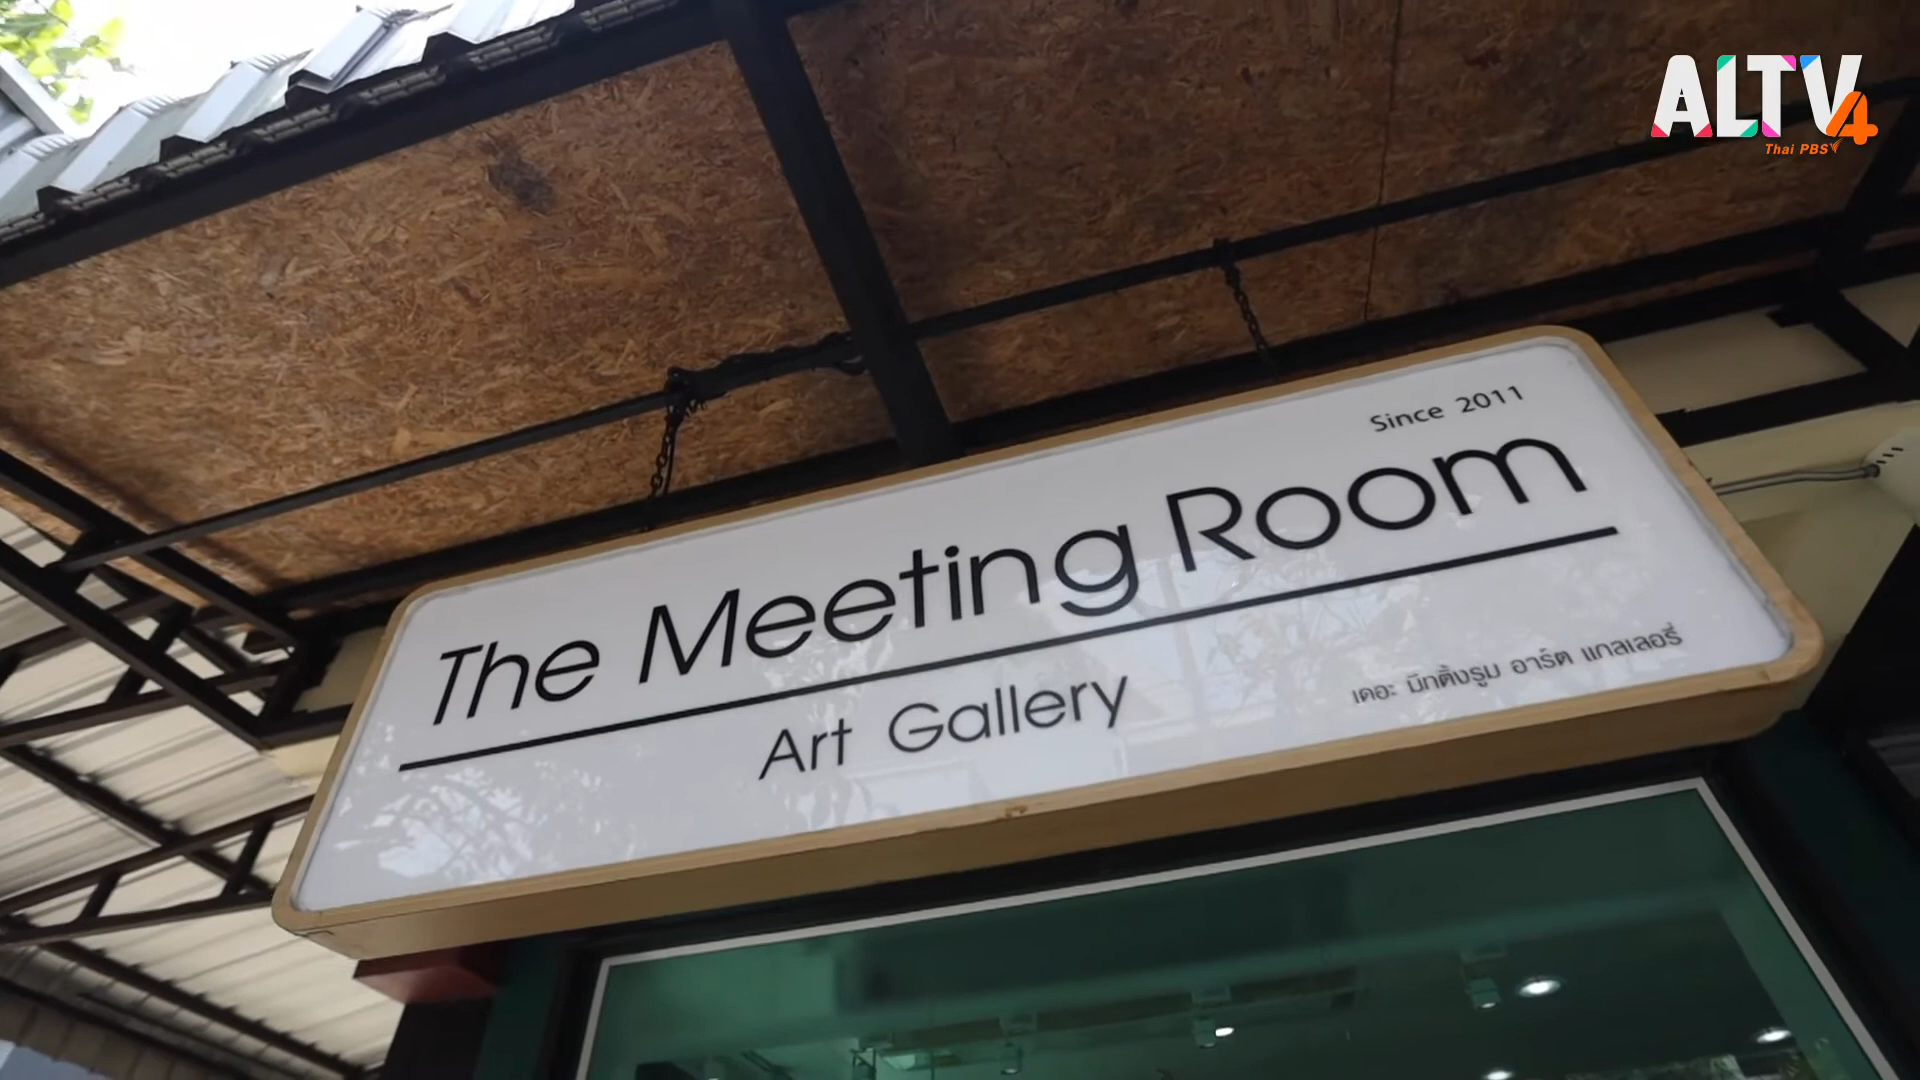 ALTV4
Thai PBS
Since 2011
The Meeting Room
Art Gallery
เดอะ มีทติ้งรูม อาร์ต แกลเลอรี่